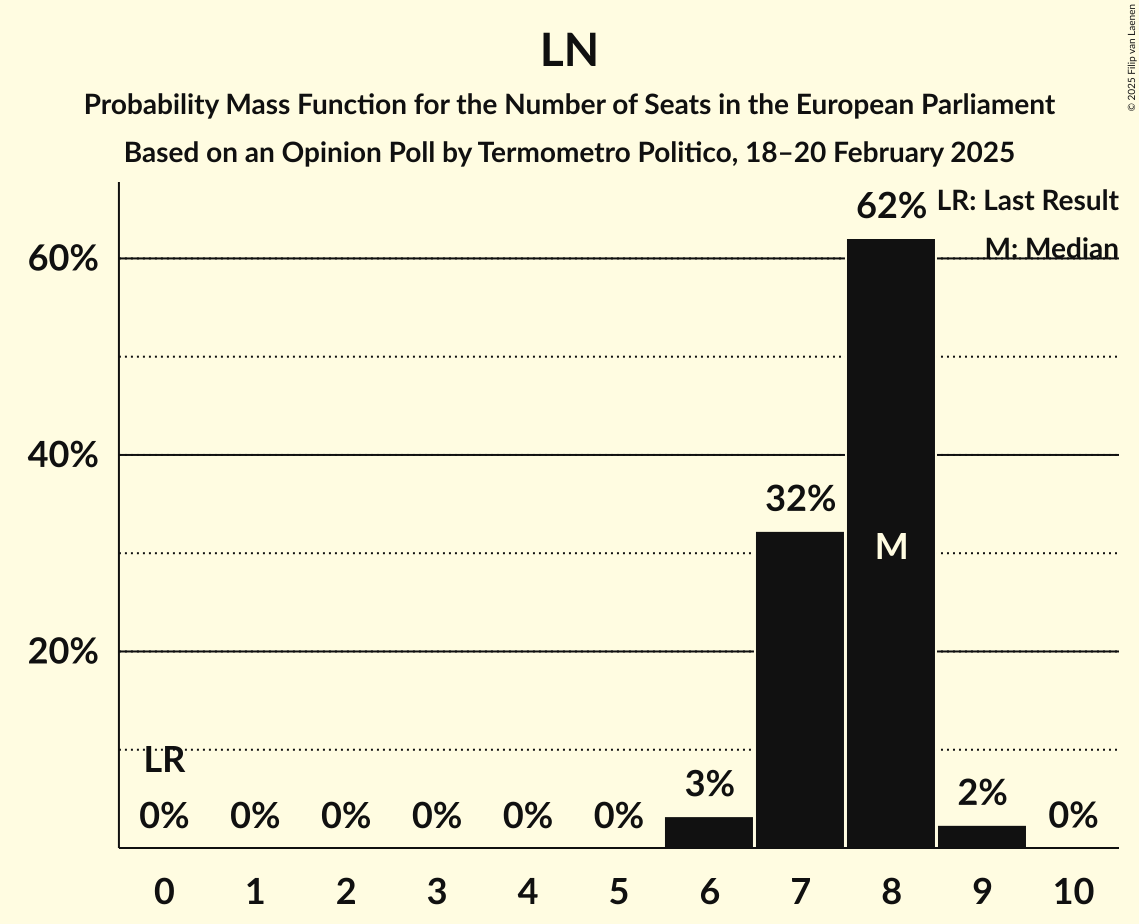 LN
Probability Mass Function for the Number of Seats in the European Parliament
Based on an Opinion Poll by Termometro Politico, 18–20 February 2025
© 2025 Filip van Laenen
LR: Last Result
M: Median
60%
40%
20%
62%
32%
M
LR
0% 0% 0% 0% 0% 0% 3% 2% 0%
0 1 2 3 4 5 6 7 8 9 10